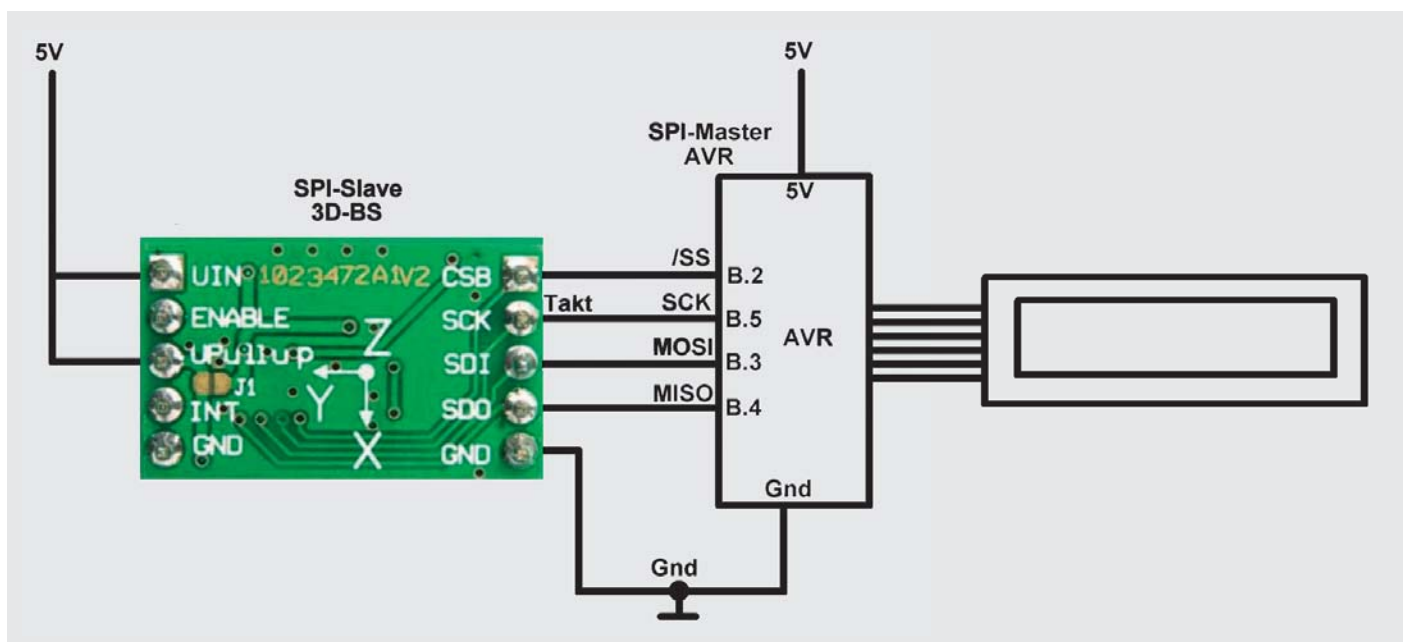 5V
5V
SPI-Master
AVR
5V
SPI-Slave
3D-BS
UIN 1023472A1V2 CSB
ENABLE
SCK
UPullup
Z
SDI
J1
Y
INT
SDO
GND
X
GND
/SS
B.2
Takt
SCK
B.5
AVR
MOSI
B.3
MISO
B.4
Gnd
Gnd